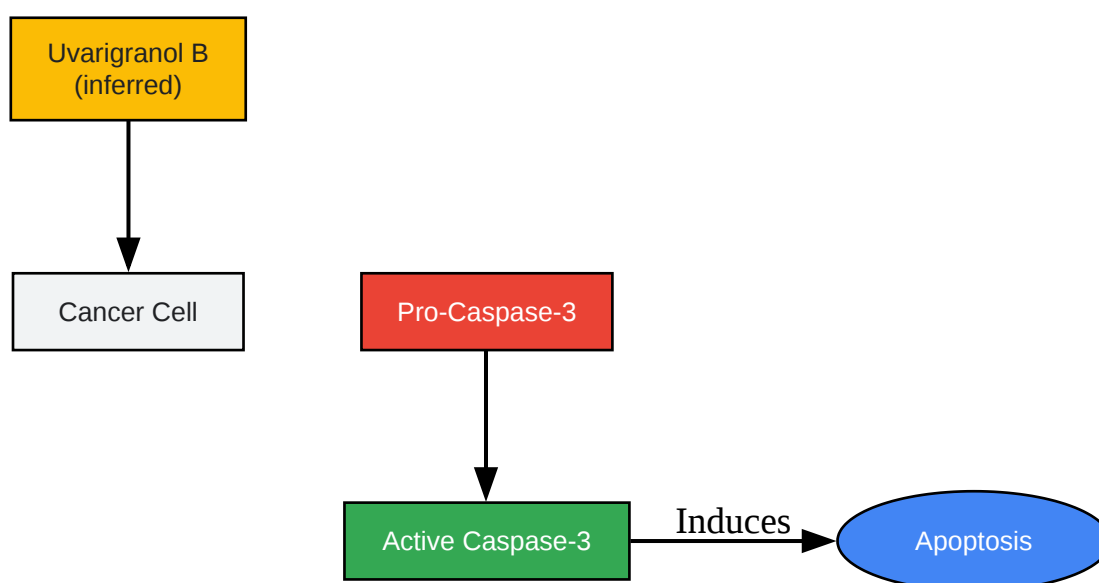 Uvarigranol B
(inferred)
Cancer Cell
Pro-Caspase-3
Active Caspase-3
Induces
Apoptosis